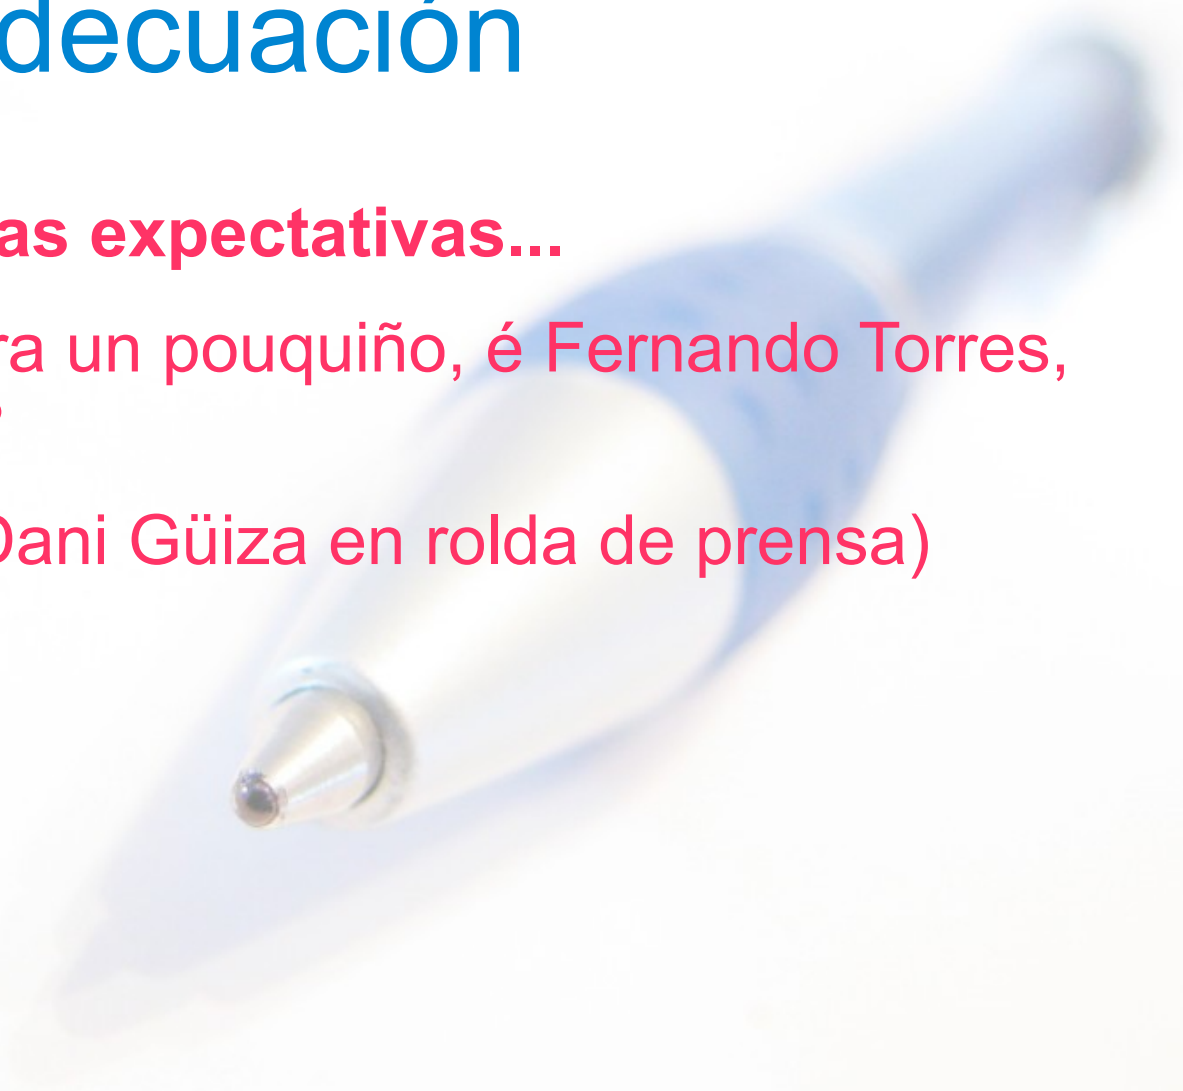 decuación
as expectativas...
ra un pouquiño, é Fernando Torres,
Dani Güiza en rolda de prensa)